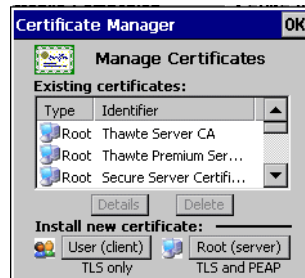 Certificate Manager OK
Manage Certificates
Existing certificates:
Type Identifier
Root Thawte Server CA
Root Thawte Premium Ser...
Root Secure Server Certifi...
Details Delete
Install new certificate:
User (client) Root (server)
TLS only TLS and PEAP